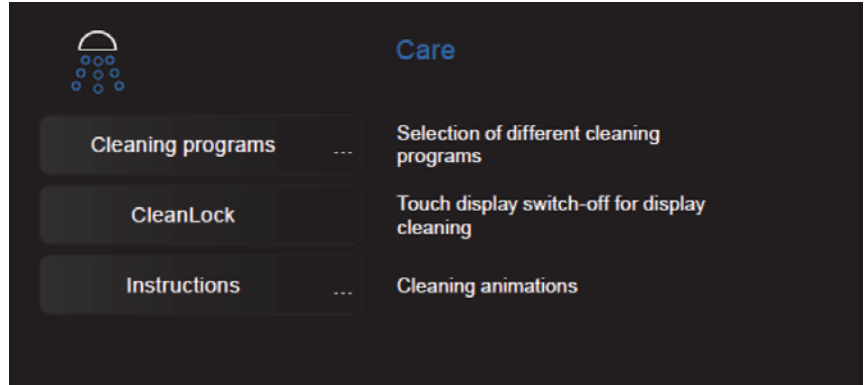 Care
Cleaning programs ...
Selection of different cleaning
programs
CleanLock
Touch display switch-off for display
cleaning
Instructions ...
Cleaning animations